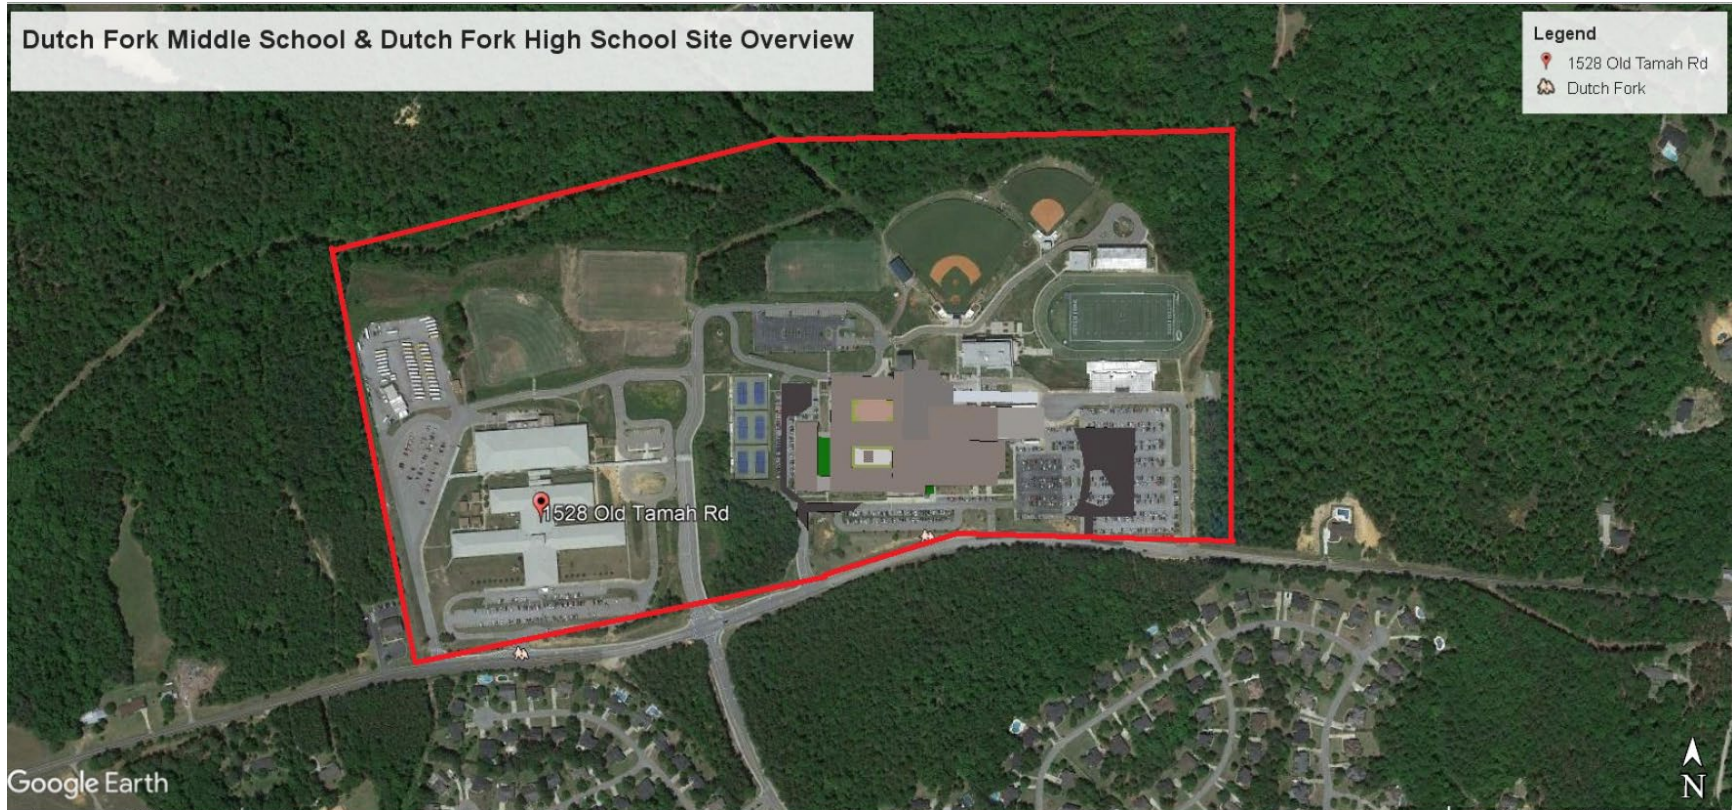 Dutch Fork Middle School & Dutch Fork High School Site Overview
Legend
1528 Old Tamah Rd
Dutch Fork
1528 Old Tamah Rd
Google Earth
N